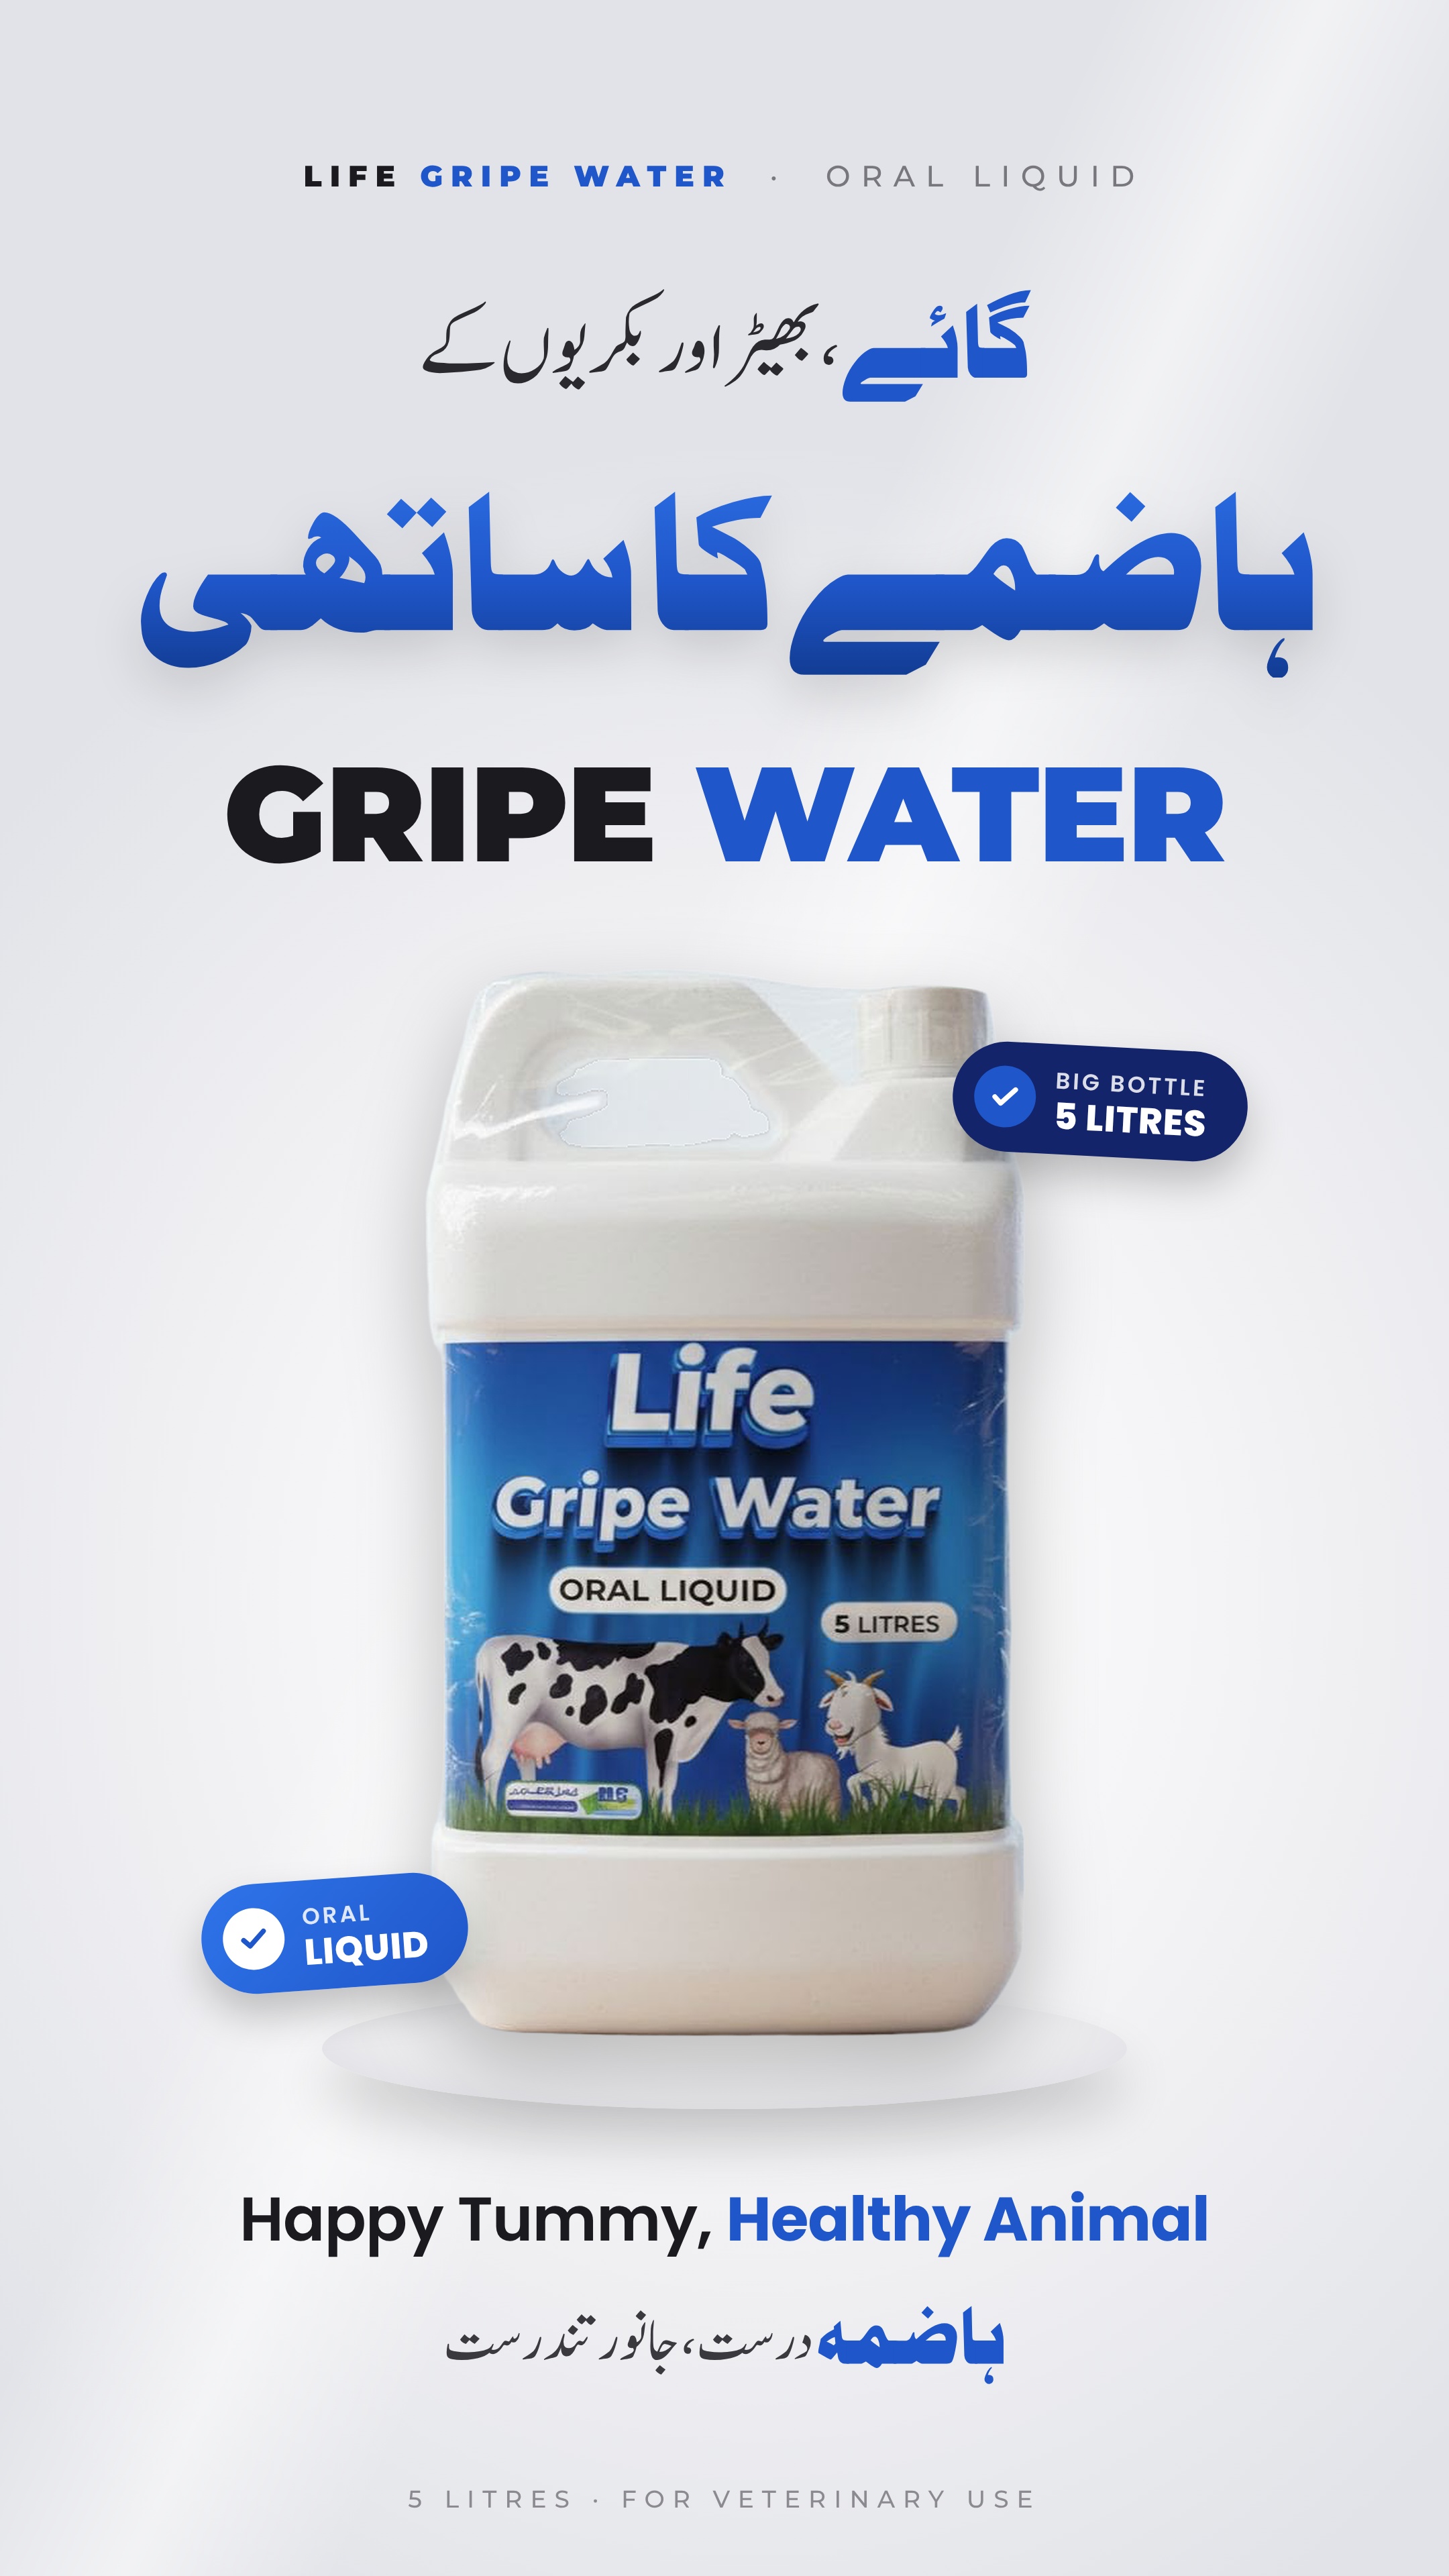 LIFE GRIPE WATER · ORAL LIQUID
گائے، بھیڑ اور بکریوں کے
ہاضمے کا ساتھی
GRIPE WATER
BIG BOTTLE
5 LITRES
Life
Gripe Water
ORAL LIQUID
5 LITRES
ORAL
LIQUID
Happy Tummy, Healthy Animal
ہاضمہ درست، جانور تندرست
5 LITRES · FOR VETERINARY USE